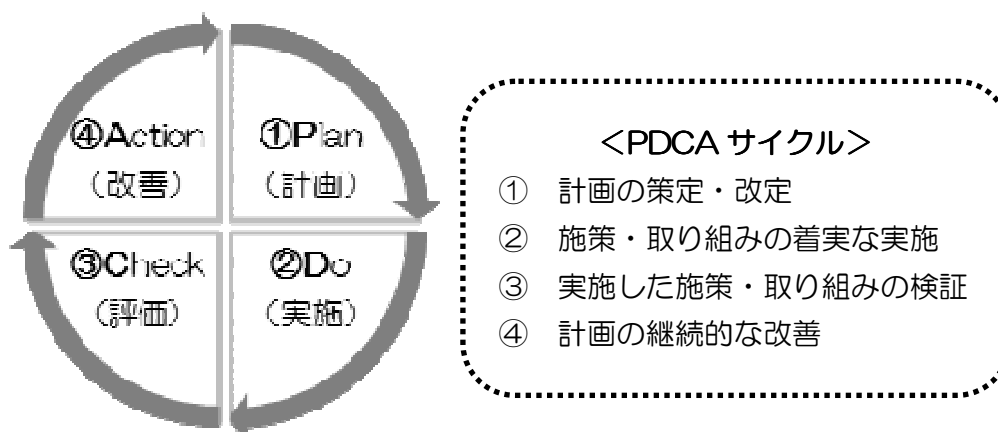 ④Action
（改善）
①Plan
（計画）
③Check
（評価）
②Do
（実施）
＜PDCA サイクル＞
① 計画の策定・改定
② 施策・取り組みの着実な実施
③ 実施した施策・取り組みの検証
④ 計画の継続的な改善